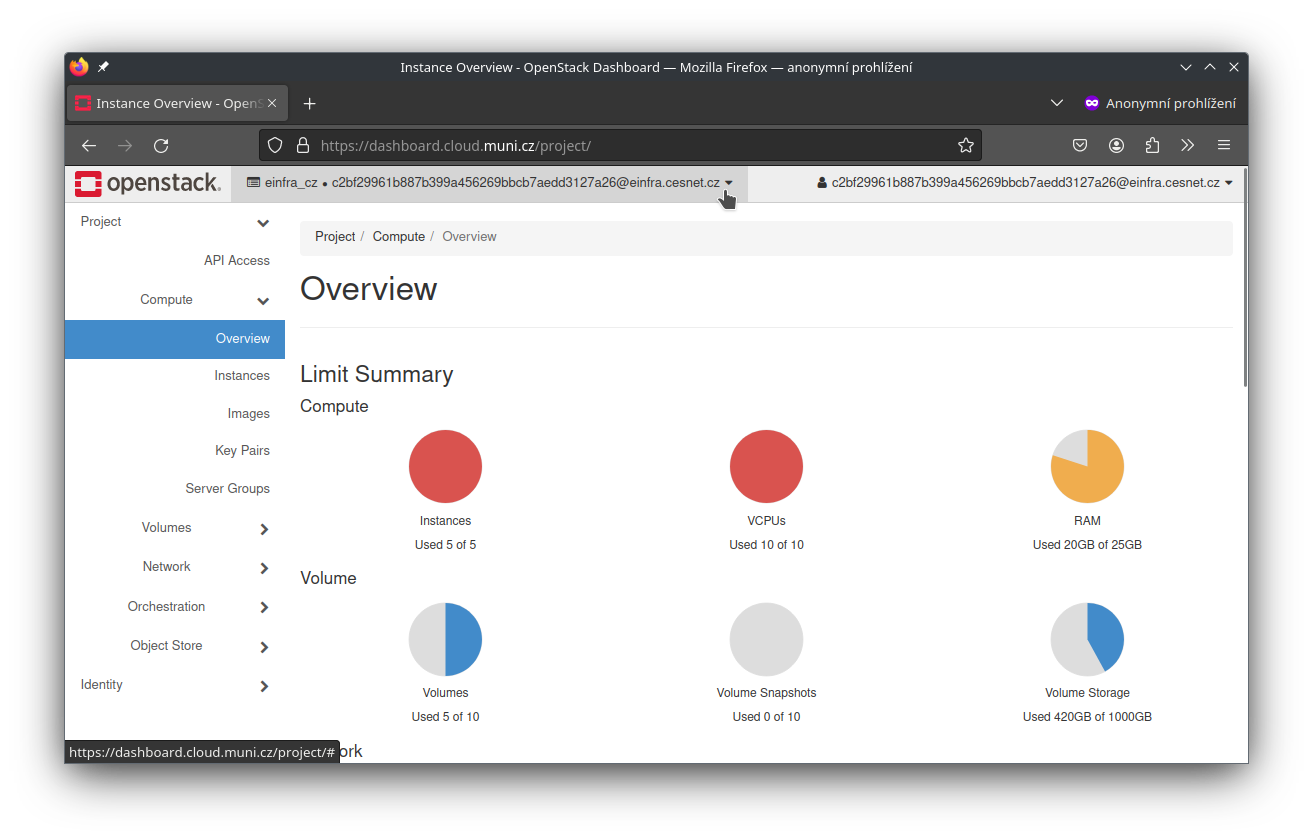 Instance Overview - OpenStack Dashboard — Mozilla Firefox — anonymní prohlížení
Instance Overview - OpenS
Anonymní prohlížení
https://dashboard.cloud.muni.cz/project/
openstack.
einfra_cz • c2bf29961b887b399a456269bbcb7aedd3127a26@einfra.cesnet.cz
c2bf29961b887b399a456269bbcb7aedd3127a26@einfra.cesnet.cz
Project
API Access
Compute
Overview
Instances
Images
Key Pairs
Server Groups
Volumes
Network
Orchestration
Object Store
Identity
Project / Compute / Overview
Overview
Limit Summary
Compute
Instances
Used 5 of 5
VCPUs
Used 10 of 10
RAM
Used 20GB of 25GB
Volume
Volumes
Used 5 of 10
Volume Snapshots
Used 0 of 10
Volume Storage
Used 420GB of 1000GB
ork
https://dashboard.cloud.muni.cz/project/#